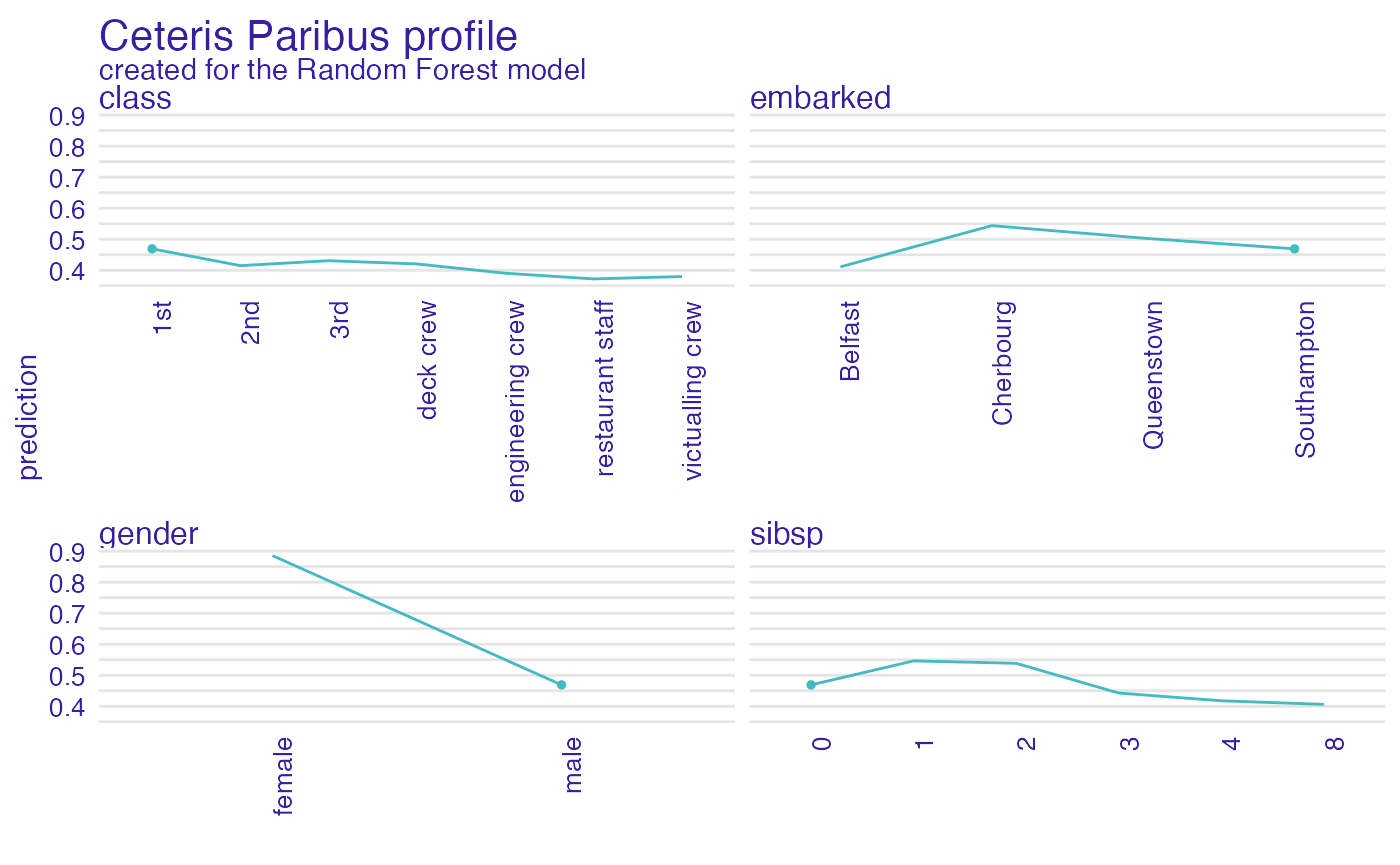 Ceteris Paribus profile
created for the Random Forest model
class
embarked
0.9
0.8
0.7
0.6
0.5
0.4
1st
2nd
3rd
deck crew
engineering crew
restaurant staff
victualling crew
Belfast
Cherbourg
Queenstown
Southampton
prediction
gender
sibsp
0.9
0.8
0.7
0.6
0.5
0.4
female
male
0
1
2
3
4
8